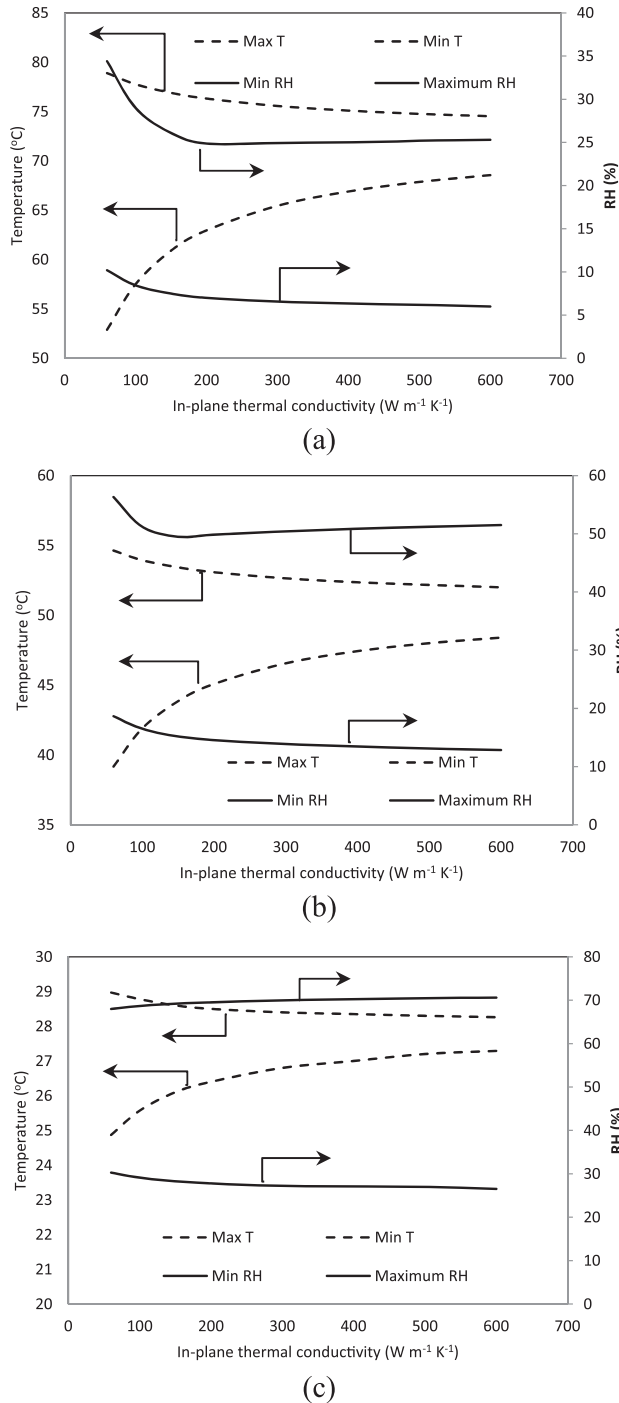 85
80
75
70
65
60
55
50
Temperature (°C)
40
35
30
25
20
15
10
5
0
RH (%)
Max T
Min T
Min RH
Maximum RH
0 100 200 300 400 500 600 700
In-plane thermal conductivity (W m⁻¹ K⁻¹)
(a)
60
55
50
45
40
35
Temperature (°C)
60
50
40
30
20
10
0
Max T
Min T
Min RH
Maximum RH
0 100 200 300 400 500 600 700
In-plane thermal conductivity (W m⁻¹ K⁻¹)
(b)
30
29
28
27
26
25
24
23
22
21
20
Temperature (°C)
80
70
60
50
40
30
20
10
0
RH (%)
Max T
Min T
Min RH
Maximum RH
0 100 200 300 400 500 600 700
In-plane thermal conductivity (W m⁻¹ K⁻¹)
(c)